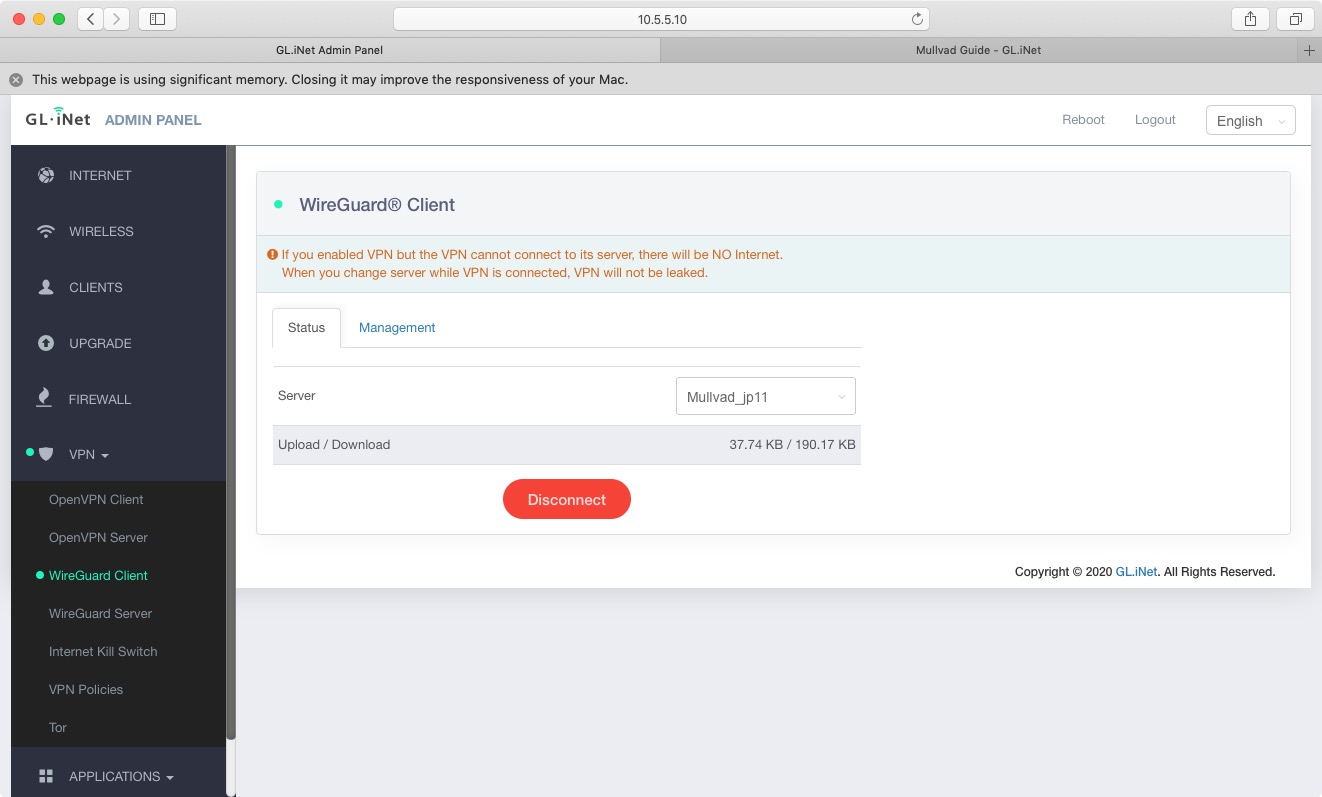 10.5.5.10
GL.iNet Admin Panel
Mullvad Guide - GL.iNet
This webpage is using significant memory. Closing it may improve the responsiveness of your Mac.
GL·iNet ADMIN PANEL
Reboot
Logout
English
INTERNET
WIRELESS
CLIENTS
UPGRADE
FIREWALL
VPN
OpenVPN Client
OpenVPN Server
WireGuard Client
WireGuard Server
Internet Kill Switch
VPN Policies
Tor
APPLICATIONS
WireGuard® Client
If you enabled VPN but the VPN cannot connect to its server, there will be NO Internet.
When you change server while VPN is connected, VPN will not be leaked.
Status
Management
Server
Mullvad_jp11
Upload / Download
37.74 KB / 190.17 KB
Disconnect
Copyright © 2020 GL.iNet. All Rights Reserved.